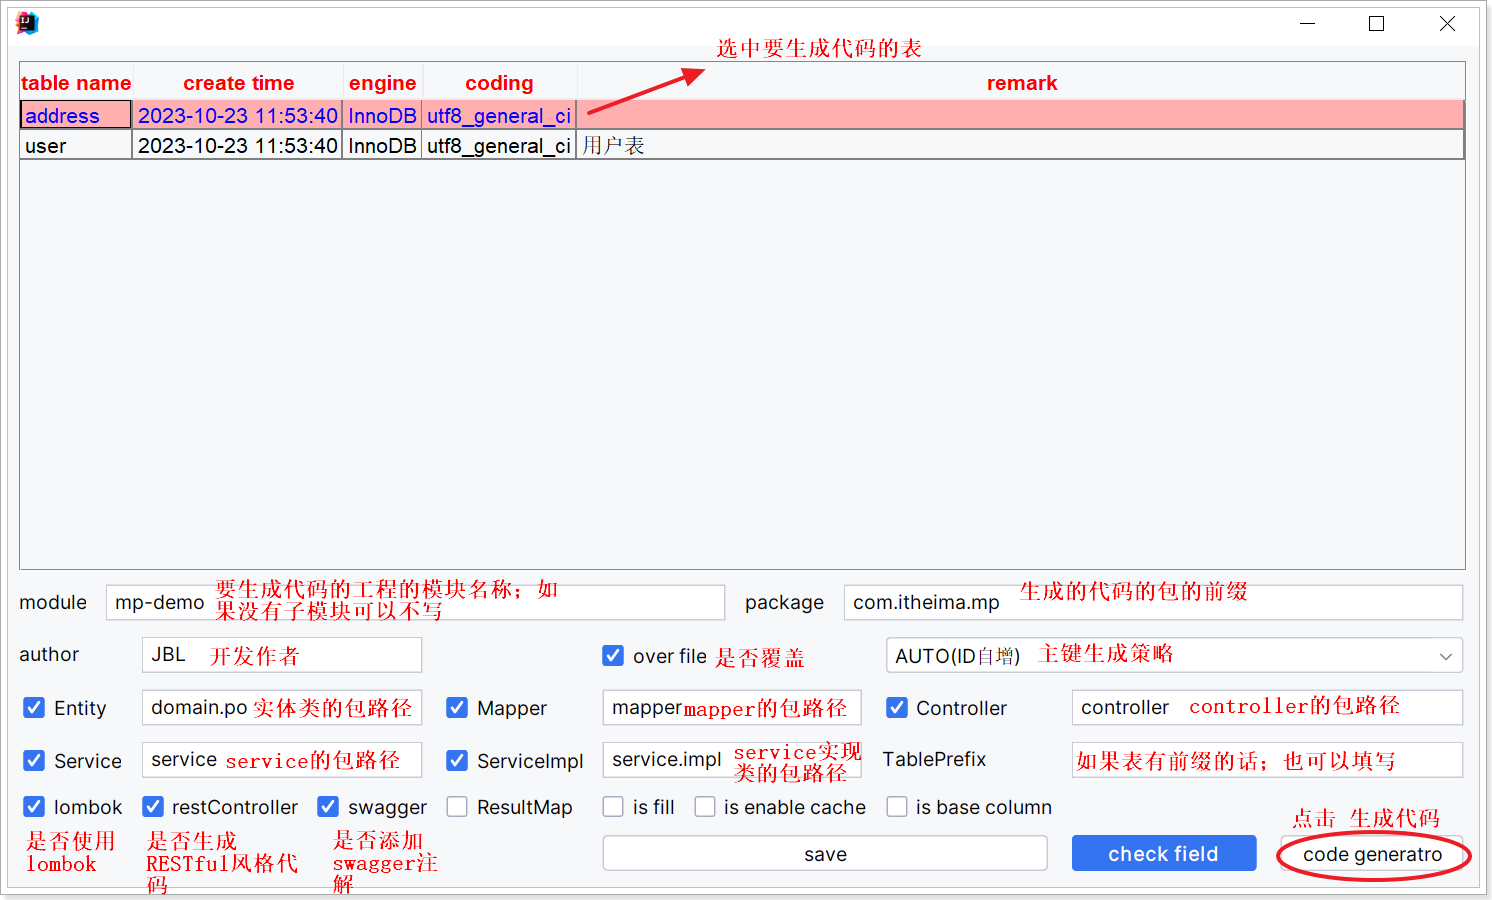 选中要生成代码的表
table name create time engine coding remark
address 2023-10-23 11:53:40 InnoDB utf8_general_ci
user 2023-10-23 11:53:40 InnoDB utf8_general_ci 用户表
module mp-demo 要生成代码的工程的模块名称；如
果没有子模块可以不写
package com.itheima.mp 生成的代码的包的前缀
author JBL 开发作者 over file 是否覆盖 AUTO(ID自增) 主键生成策略
Entity domain.po 实体类的包路径 Mapper mapper mapper的包路径 Controller controller controller的包路径
Service service service的包路径 ServiceImpl service.impl service实现
类的包路径
TablePrefix 如果表有前缀的话；也可以填写
lombok restController swagger ResultMap is fill is enable cache is base column
是否使用
lombok
是否生成
RESTful风格代
码
是否添加
swagger注
解
点击 生成代码
save check field code generatro